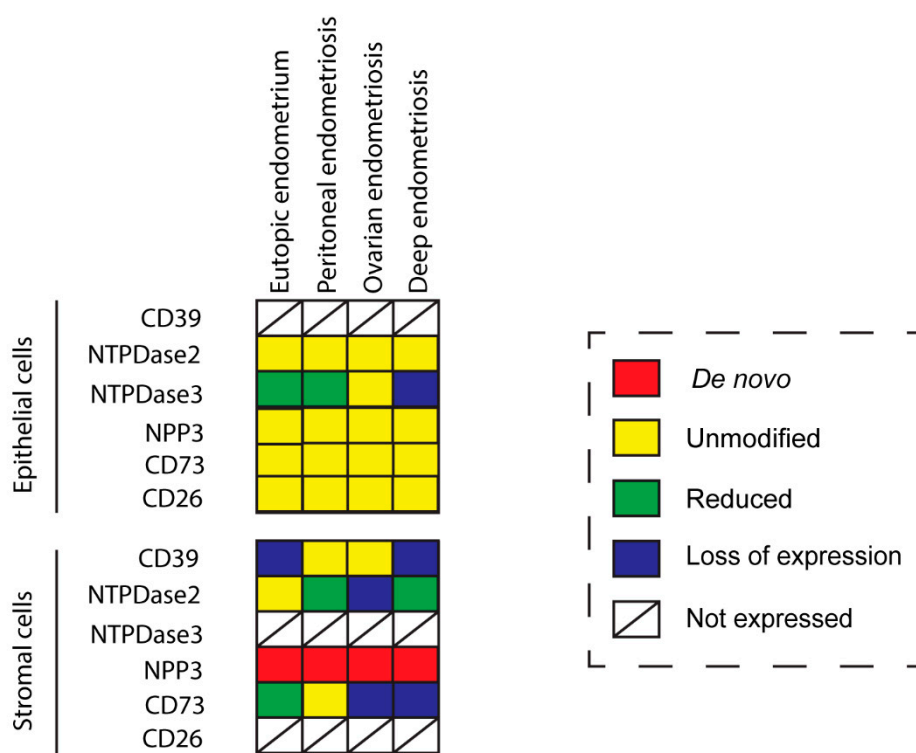 Eutopic endometrium
Peritoneal endometriosis
Ovarian endometriosis
Deep endometriosis
Epithelial cells
CD39
NTPDase2
NTPDase3
NPP3
CD73
CD26
Stromal cells
CD39
NTPDase2
NTPDase3
NPP3
CD73
CD26
De novo
Unmodified
Reduced
Loss of expression
Not expressed